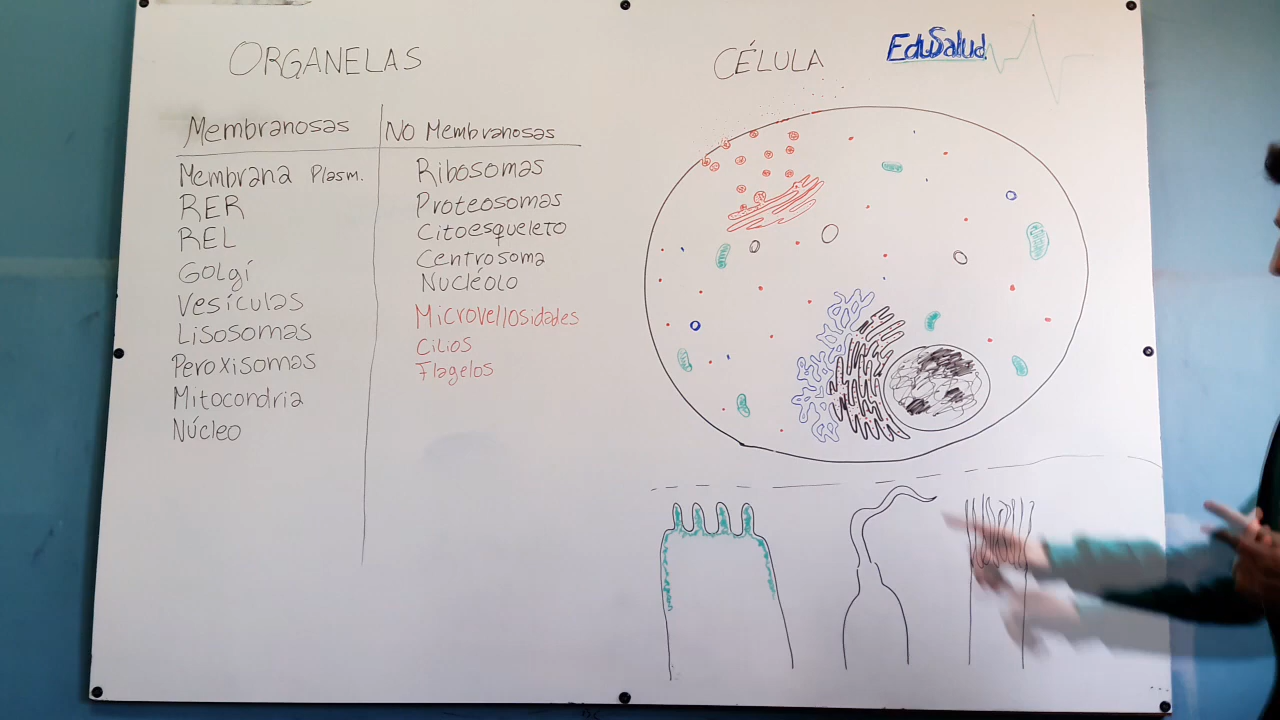 ORGANELAS
Membranosas
Membrana Plasm.
RER
REL
Golgí
Vesículas
Lisosomas
Peroxisomas
Mitocondria
Núcleo
No Membranosas
Ribosomas
Proteosomas
Citoesqueleto
Centrosoma
Nucléolo
Microvellosidades
Cilios
Flagelos
CÉLULA
EduSalud